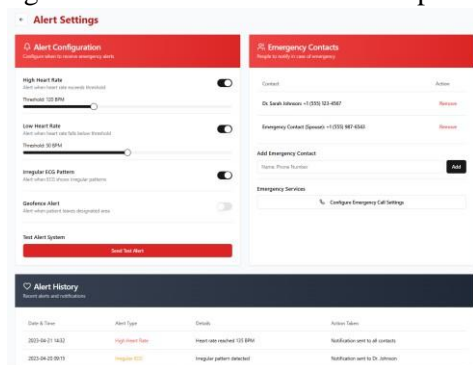 Alert Settings
Alert Configuration
Configure when to receive emergency alerts
High Heart Rate
Alert when heart rate exceeds threshold
Threshold: 120 BPM
Low Heart Rate
Alert when heart rate falls below threshold
Threshold: 50 BPM
Irregular ECG Pattern
Alert when ECG shows irregular patterns
Geofence Alert
Alert when patient leaves designated area
Test Alert System
Send Test Alert
Emergency Contacts
People to notify in case of emergency
Contact Action
Dr. Sarah Johnson: +1 (555) 123-4567 Remove
Emergency Contact (Spouse): +1 (555) 987-6543 Remove
Add Emergency Contact
Name: Phone Number Add
Emergency Services
Configure Emergency Call Settings
Alert History
Recent alerts and notifications
Date & Time Alert Type Details Action Taken
2023-04-21 14:32 High Heart Rate Heart rate reached 125 BPM Notification sent to all contacts
2023-04-20 09:15 Irregular ECG Irregular pattern detected Notification sent to Dr. Johnson